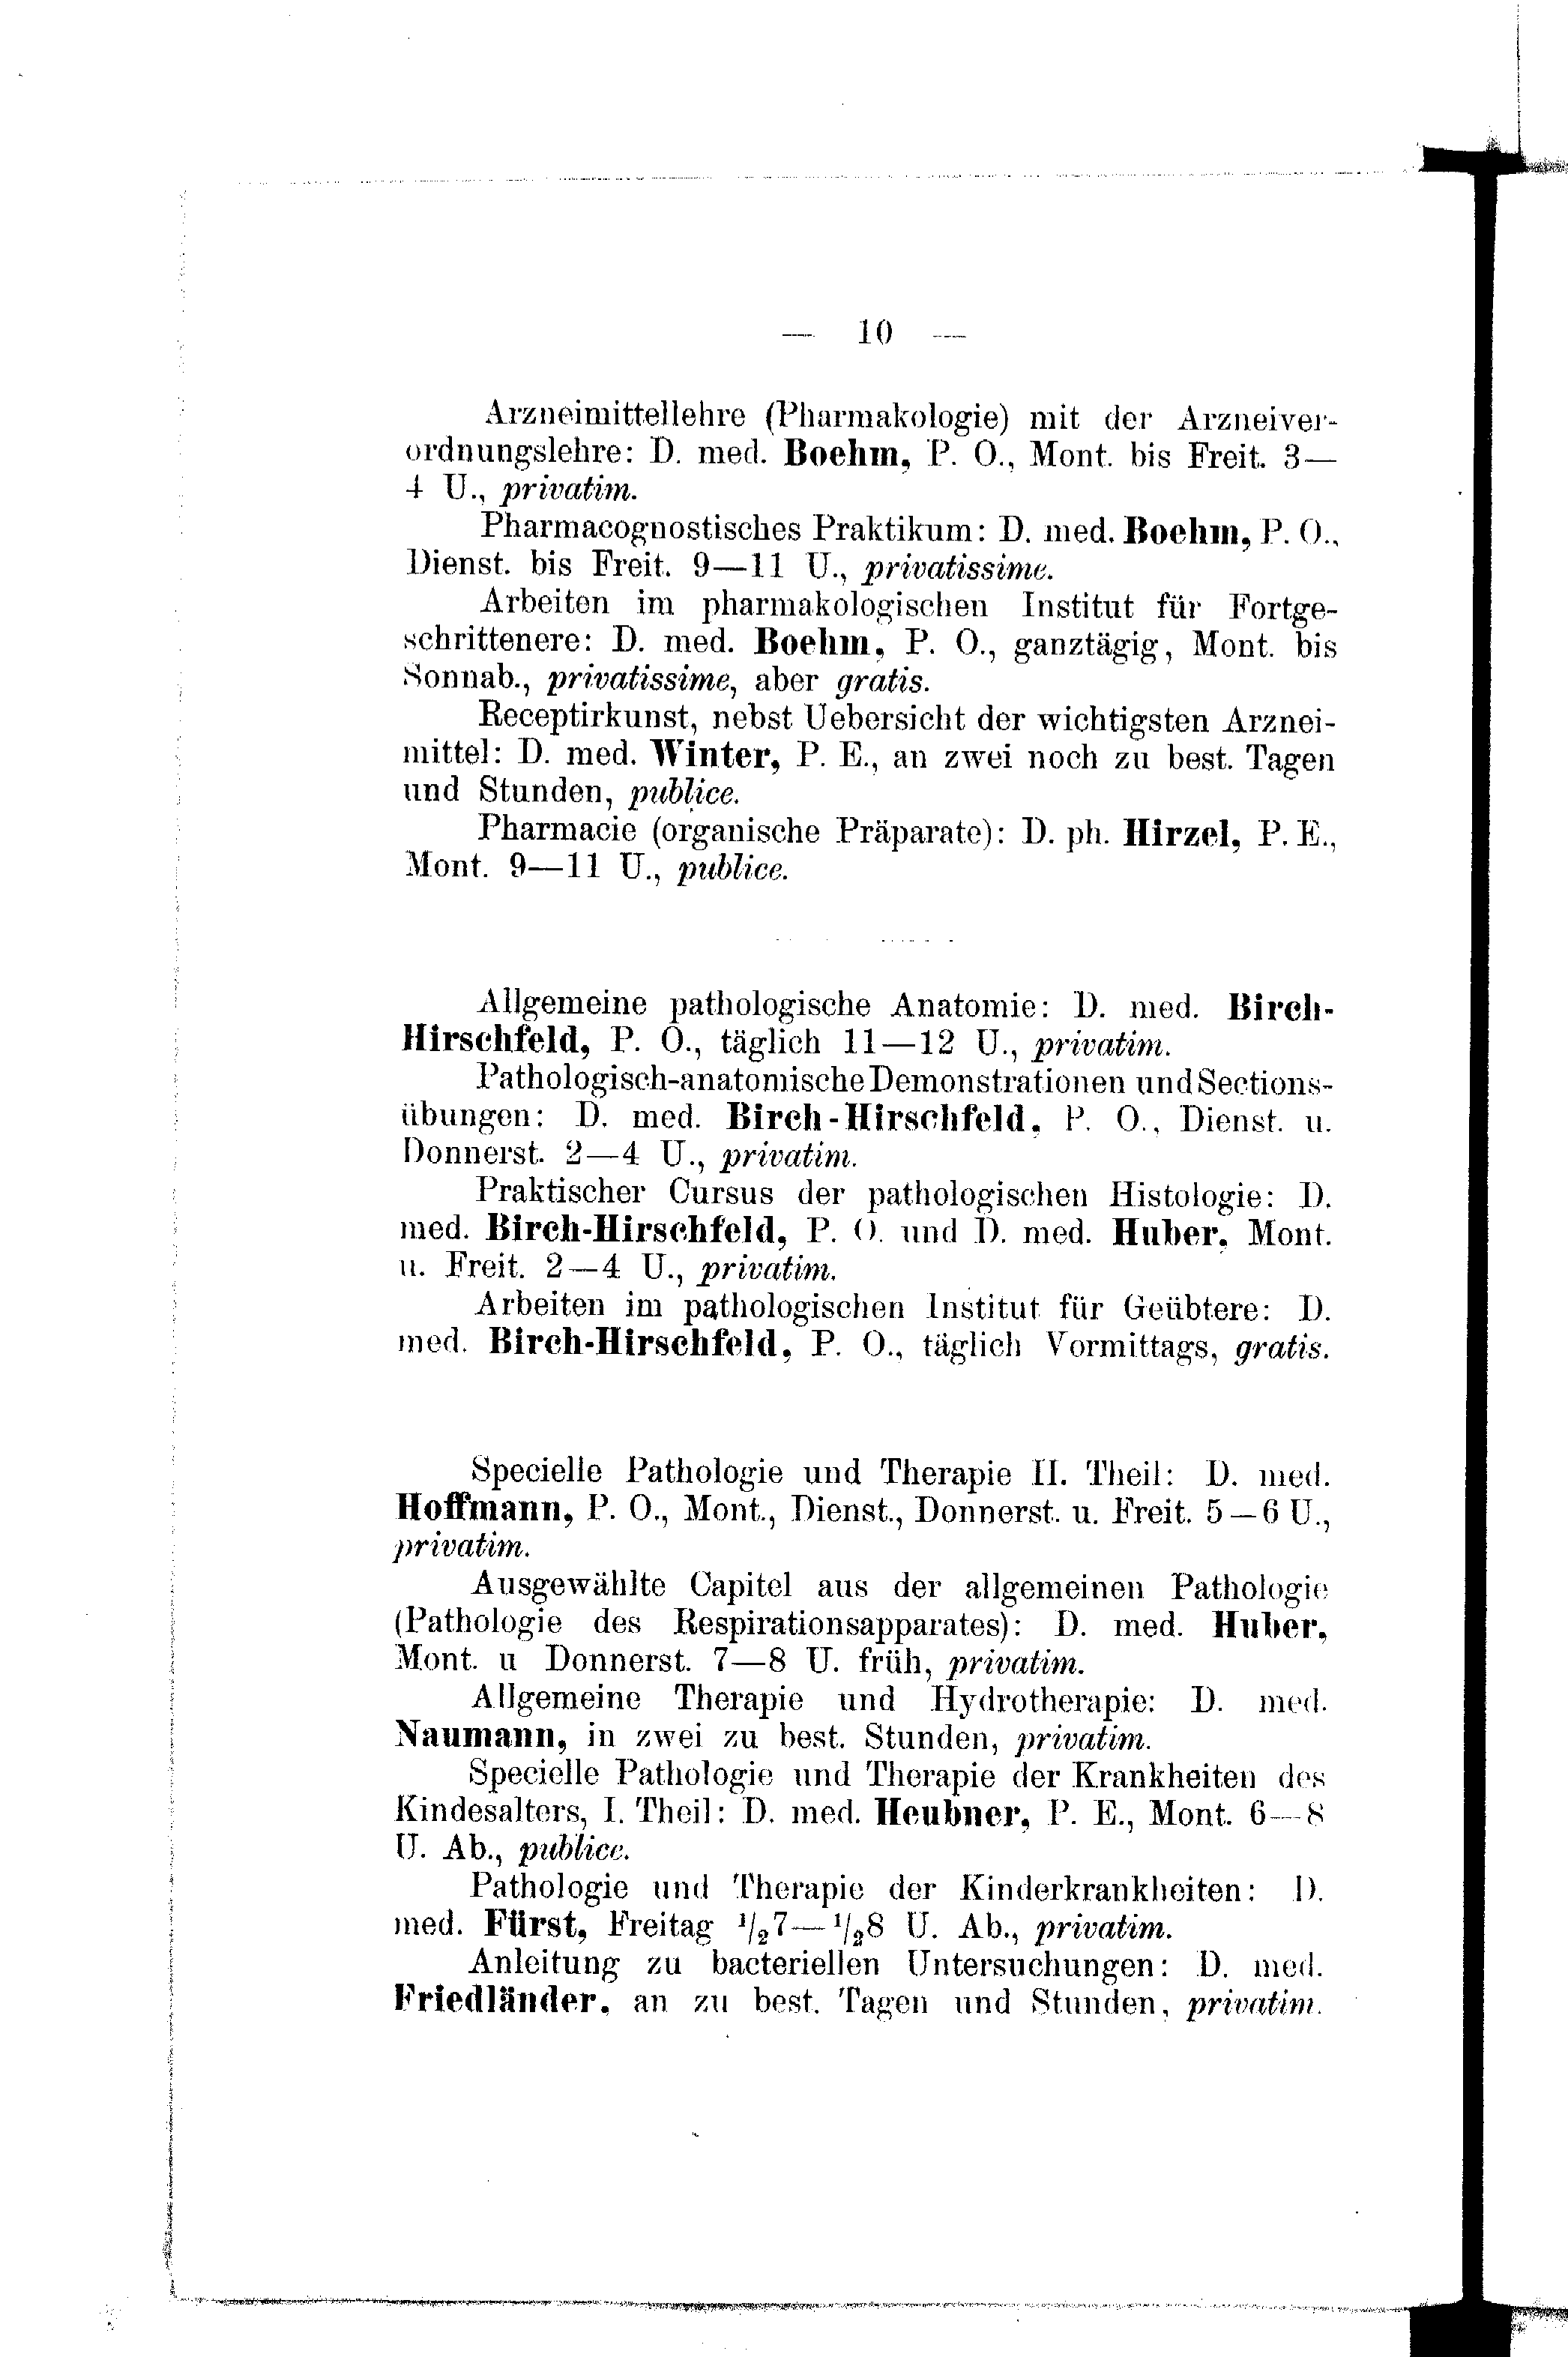 — 10 —
Arzneimittellehre (Pharmakologie) mit der Arzneiver-
ordnungslehre: D. med. Boehm, P. O., Mont. bis Freit. 3—
4 U., privatim.
Pharmacognostisches Praktikum: D. med. Boehm, P. O.,
Dienst. bis Freit. 9—11 U., privatissime.
Arbeiten im pharmakologischen Institut für Fortge-
schrittenere: D. med. Boehm, P. O., ganztägig, Mont. bis
Sonnab., privatissime, aber gratis.
Receptirkunst, nebst Uebersicht der wichtigsten Arznei-
mittel: D. med. Winter, P. E., an zwei noch zu best. Tagen
und Stunden, publice.
Pharmacie (organische Präparate): D. ph. Hirzel, P. E.,
Mont. 9—11 U., publice.
Allgemeine pathologische Anatomie: D. med. Birch-
Hirschfeld, P. O., täglich 11—12 U., privatim.
Pathologisch-anatomische Demonstrationen und Sections-
übungen: D. med. Birch-Hirschfeld, P. O., Dienst. u.
Donnerst. 2—4 U., privatim.
Praktischer Cursus der pathologischen Histologie: D.
med. Birch-Hirschfeld, P. O. und D. med. Huber, Mont.
u. Freit. 2—4 U., privatim.
Arbeiten im pathologischen Institut für Geübtere: D.
med. Birch-Hirschfeld, P. O., täglich Vormittags, gratis.
Specielle Pathologie und Therapie II. Theil: D. med.
Hoffmann, P. O., Mont., Dienst., Donnerst. u. Freit. 5—6 U.,
privatim.
Ausgewählte Capitel aus der allgemeinen Pathologie
(Pathologie des Respirationsapparates): D. med. Huber,
Mont. u Donnerst. 7—8 U. früh, privatim.
Allgemeine Therapie und Hydrotherapie: D. med.
Naumann, in zwei zu best. Stunden, privatim.
Specielle Pathologie und Therapie der Krankheiten des
Kindesalters, I. Theil: D. med. Heubner, P. E., Mont. 6—8
U. Ab., publice.
Pathologie und Therapie der Kinderkrankheiten: D.
med. Fürst, Freitag 1/27—1/28 U. Ab., privatim.
Anleitung zu bacteriellen Untersuchungen: D. med.
Friedländer, an zu best. Tagen und Stunden, privatim.